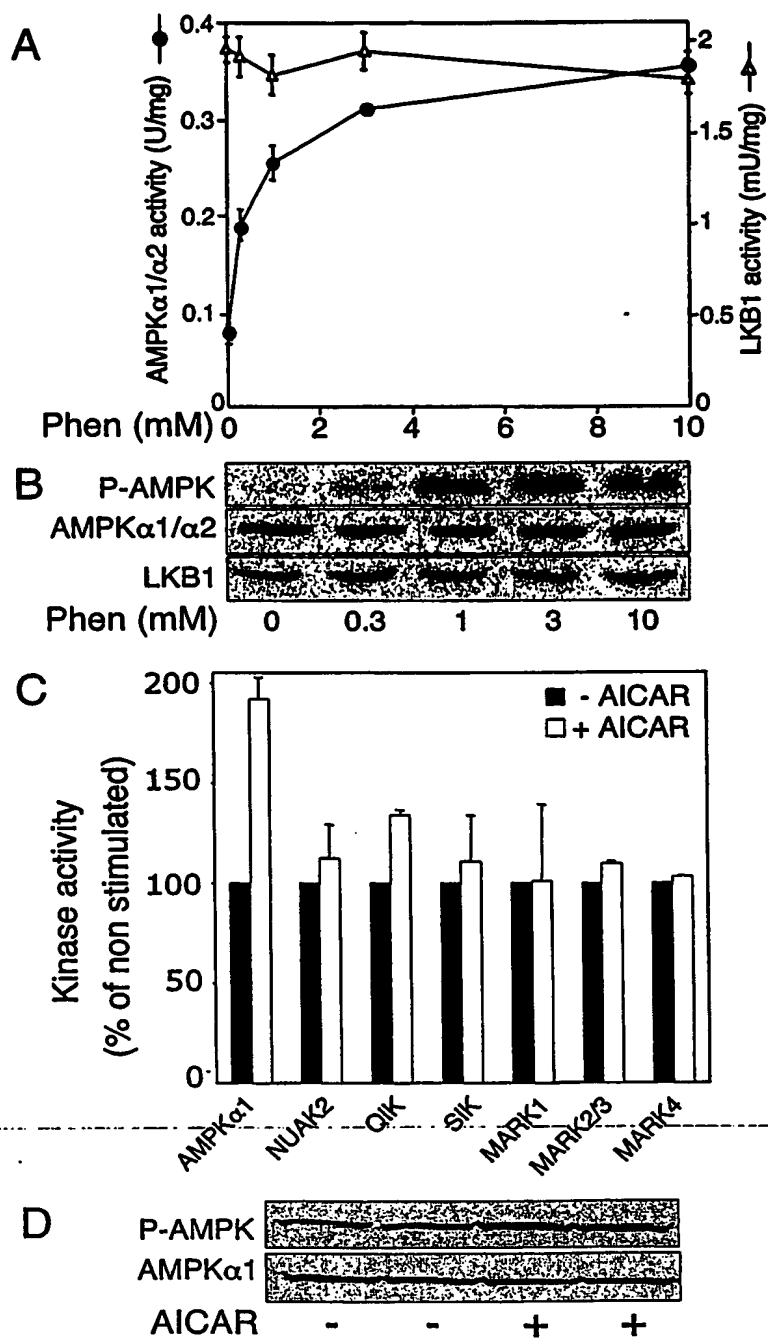 A
AMPKα1/α2 activity (U/mg)
0.4
0.3
0.2
0.1
0
2
1.5
1
0.5
0
LKB1 activity (mU/mg)
Phen (mM) 0 2 4 6 8 10
B
P-AMPK
AMPKα1/α2
LKB1
Phen (mM) 0 0.3 1 3 10
C
Kinase activity
(% of non stimulated)
200
150
100
50
0
- AICAR
+ AICAR
AMPKα1 NUAK2 QIK SIK MARK1 MARK2/3 MARK4
D
P-AMPK
AMPKα1
AICAR - - + +